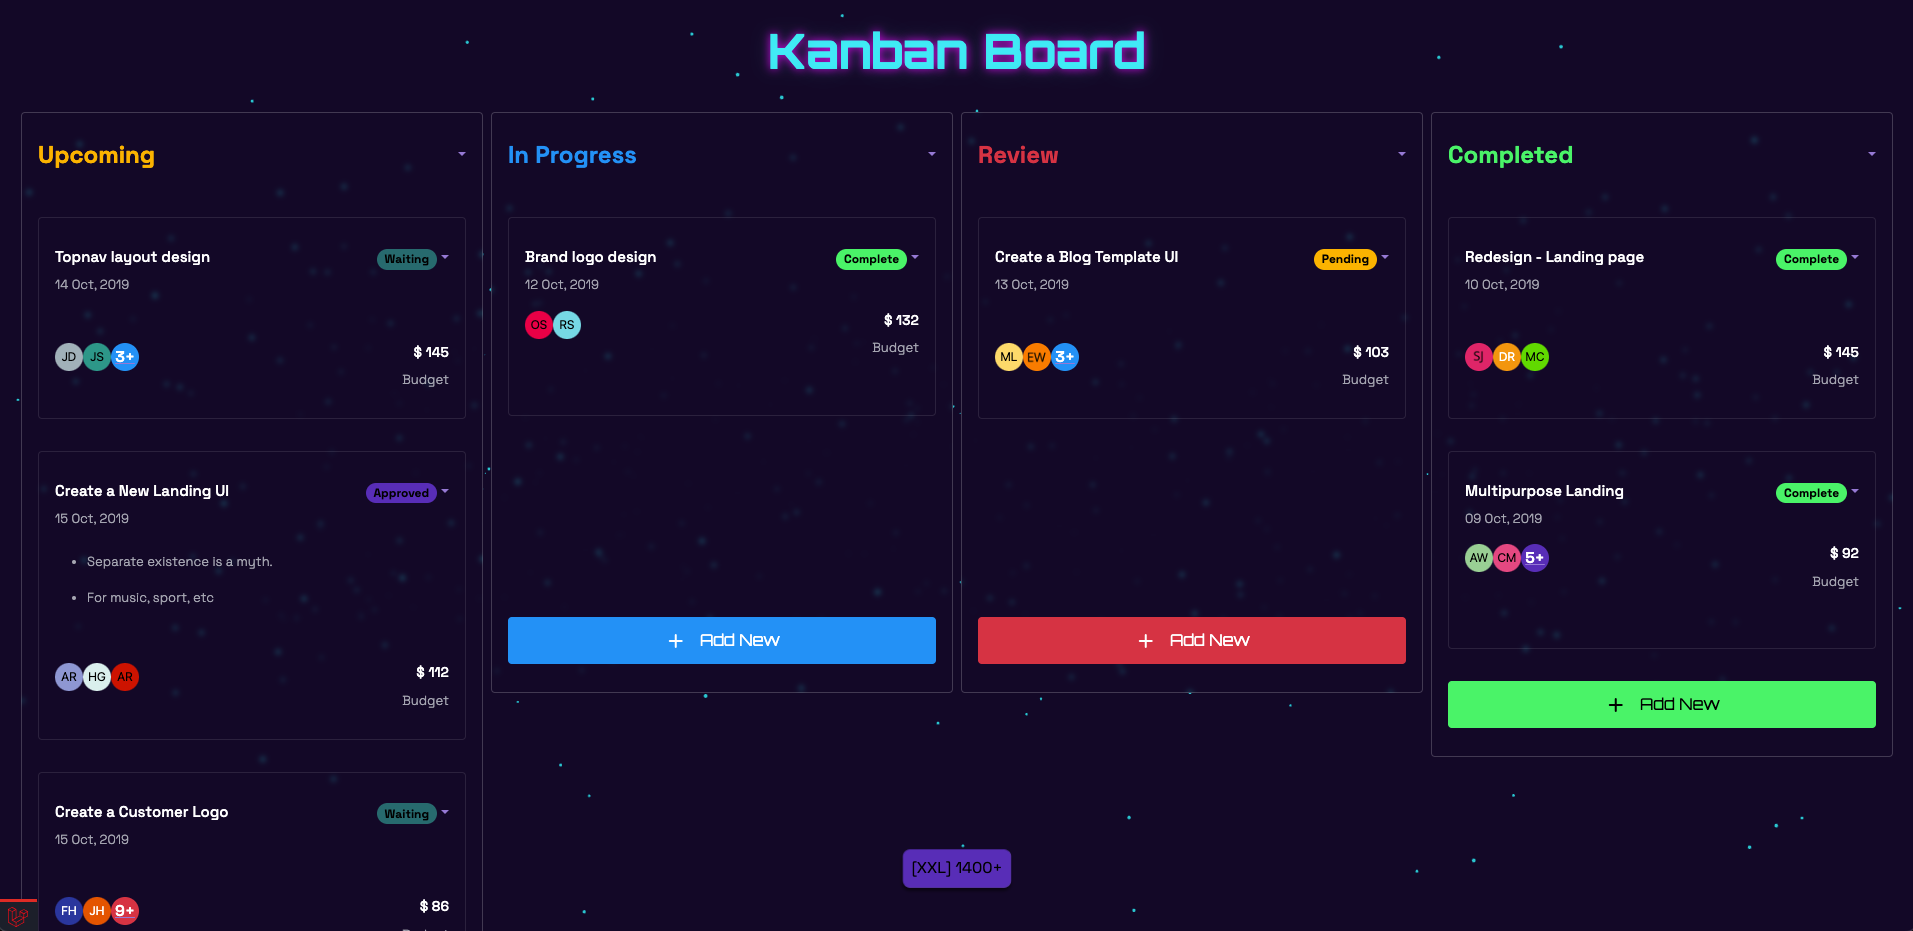 Kanban Board
Upcoming
Topnav layout design
Waiting
14 Oct, 2019
JD JS 3+
$ 145
Budget
Create a New Landing UI
Approved
15 Oct, 2019
Separate existence is a myth.
For music, sport, etc
AR HG AR
$ 112
Budget
Create a Customer Logo
Waiting
15 Oct, 2019
FH JH 9+
$ 86
In Progress
Brand logo design
Complete
12 Oct, 2019
OS RS
$ 132
Budget
+ Add New
Review
Create a Blog Template UI
Pending
13 Oct, 2019
ML EW 3+
$ 103
Budget
+ Add New
Completed
Redesign - Landing page
Complete
10 Oct, 2019
SJ DR MC
$ 145
Budget
Multipurpose Landing
Complete
09 Oct, 2019
AW CM 5+
$ 92
Budget
+ Add New
[XXL] 1400+